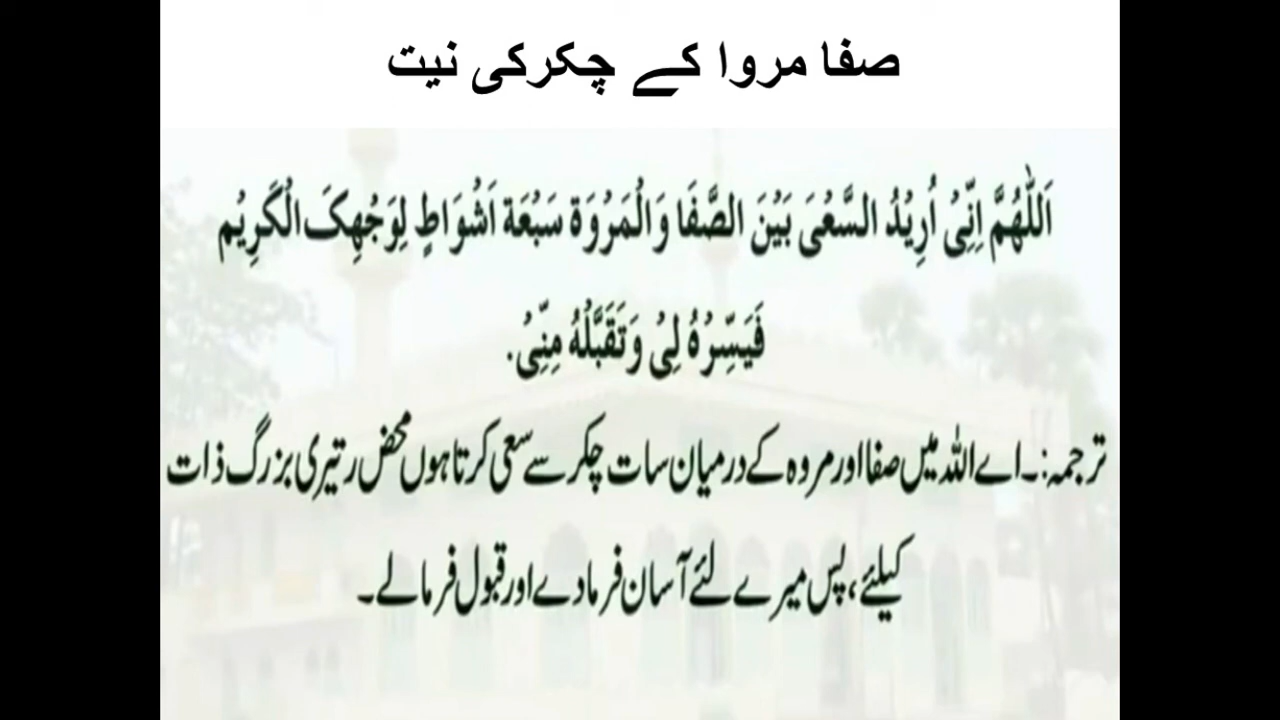 صفا مروا کے چکرکی نیت
اَللّٰهُمَّ اِنِّیْ اُرِیْدُ السَّعْیَ بَیْنَ الصَّفَا وَالْمَرْوَةِ سَبْعَةَ اَشْوَاطٍ لِوَجْهِکَ الْکَرِیْمِ
فَیَسِّرْهُ لِیْ وَتَقَبَّلْهُ مِنِّیْ.
ترجمہ:۔اے اللہ میں صفا اور مروہ کے درمیان سات چکر سے سعی کرتا ہوں محض رتیری بزرگ ذات
کیلئے ، پس میرے لئے آسان فرمادے اور قبول فرمالے۔